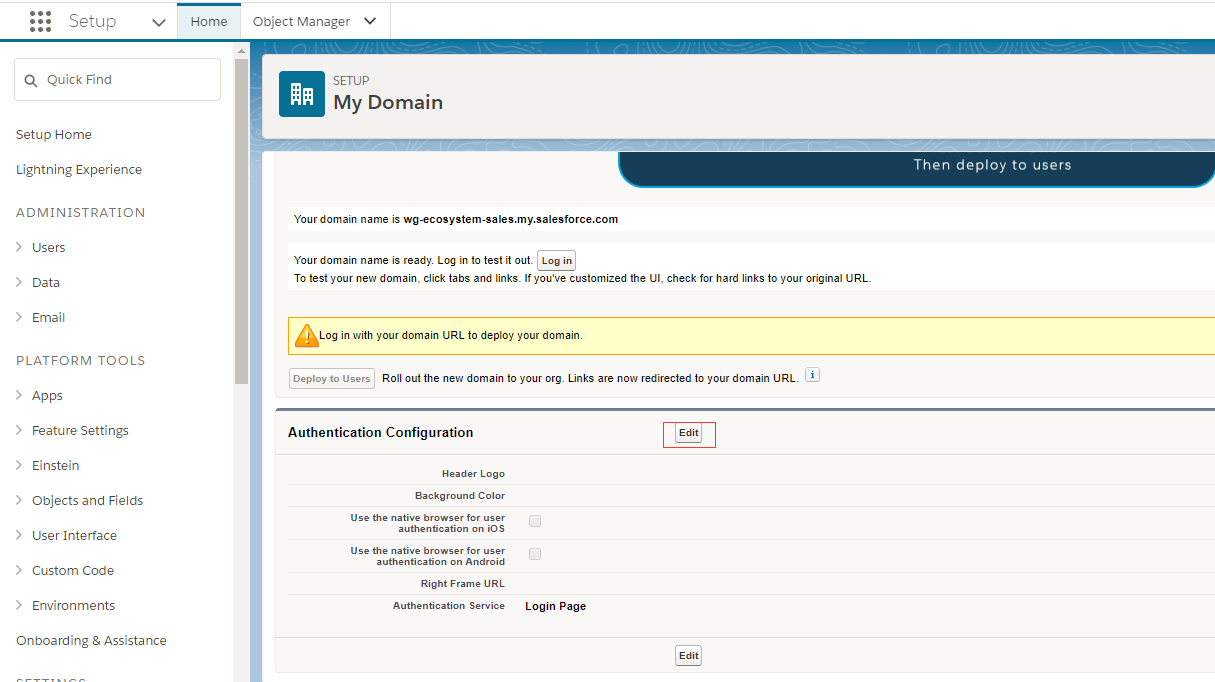 Setup
Home
Object Manager
Quick Find
Setup Home
Lightning Experience
ADMINISTRATION
Users
Data
Email
PLATFORM TOOLS
Apps
Feature Settings
Einstein
Objects and Fields
User Interface
Custom Code
Environments
Onboarding & Assistance
SETTINGS
SETUP
My Domain
Then deploy to users
Your domain name is wg-ecosystem-sales.my.salesforce.com
Your domain name is ready. Log in to test it out. Log in
To test your new domain, click tabs and links. If you've customized the UI, check for hard links to your original URL.
Log in with your domain URL to deploy your domain.
Deploy to Users Roll out the new domain to your org. Links are now redirected to your domain URL. i
Authentication Configuration Edit
Header Logo
Background Color
Use the native browser for user
authentication on iOS
Use the native browser for user
authentication on Android
Right Frame URL
Authentication Service Login Page
Edit